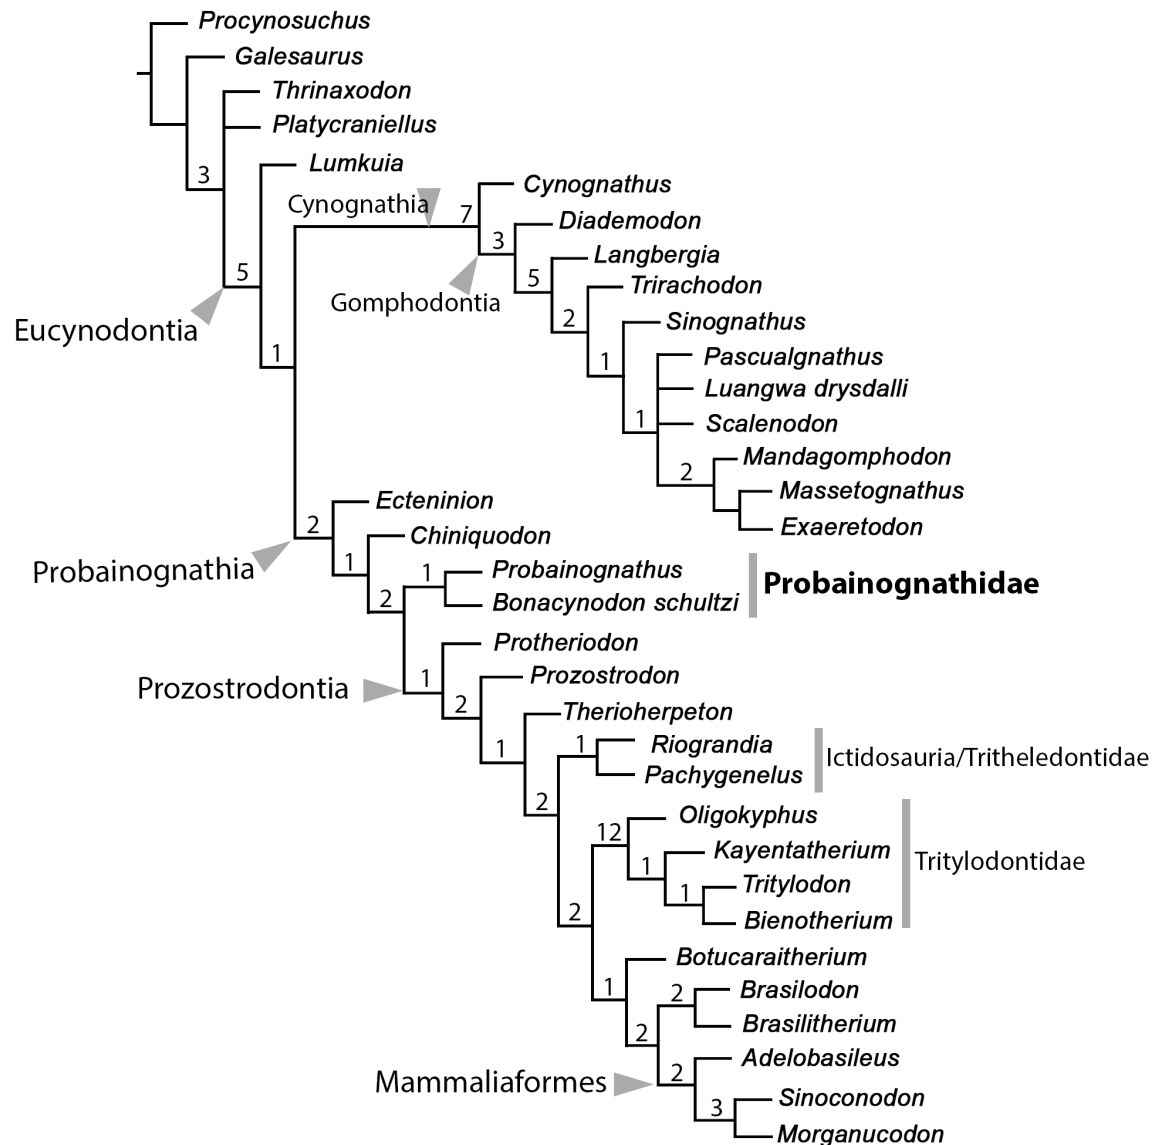 Procynosuchus
Galesaurus
Thrinaxodon
Platycraniellus
3
Lumkuia
Cynognathia
7
Cynognathus
3
Diademodon
5
Langbergia
Gomphodontia
2
Trirachodon
5
Eucynodontia
1
Sinognathus
1
Pascualgnathus
Luangwa drysdalli
1
Scalenodon
2
Mandagomphodon
Massetognathus
Exaeretodon
2
Ecteninion
Probainognathia
1
Chiniquodon
1
Probainognathus
Bonacynodon schultzi
Probainognathidae
2
Protheriodon
Prozostrodontia
1
Prozostrodon
2
Therioherpeton
1
1
Riograndia
Pachygenelus
Ictidosauria/Tritheledontidae
2
12
Oligokyphus
1
Kayentatherium
1
Tritylodon
Bienotherium
Tritylodontidae
2
Botucaraitherium
1
2
Brasilodon
Brasilitherium
2
Mammaliaformes
2
Adelobasileus
3
Sinoconodon
Morganucodon